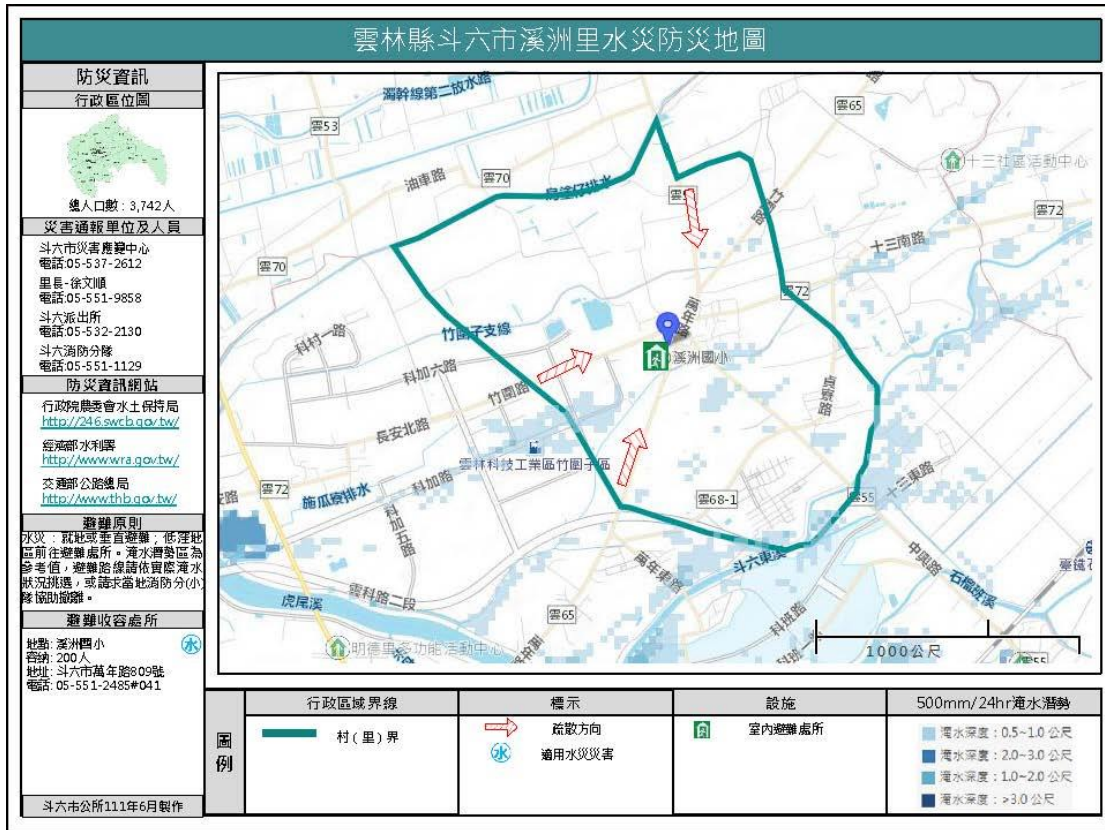 雲林縣斗六市溪洲里水災防災地圖
防災資訊
行政區位圖
總人口數：3,742人
災害通報單位及人員
斗六市災害應變中心
電話:05-537-2612
里長-徐文順
電話:05-551-9858
斗六派出所
電話:05-532-2130
斗六消防分隊
電話:05-551-1129
防災資訊網站
行政院農委會水土保持局
http://246.swcb.gov.tw/
經濟部水利署
http://www.wra.gov.tw/
交通部公路總局
http://www.thb.gov.tw/
避難原則
水災：就地或垂直避難；低窪地
區前往避難處所。淹水潛勢區為
參考值，避難路線請依實際淹水
狀況挑選，或請求當地消防分(小)
隊協助撤離。
避難收容處所
地點: 溪洲國小
水
容納: 200人
地址: 斗六市萬年路809號
電話: 05-551-2485#041
斗六市公所111年6月製作
濁幹線第二放水路
雲53
雲65
油車路
雲70
十三社區活動中心
雲72
十三南路
雲70
雲72
萬年路
竹圍子支線
科村一路
科加六路
溪洲國小
竹圍路
貞寮路
長安北路
雲林科技工業區竹圍子區
科加路
雲72
施瓜寮排水
科加五路
雲68-1
雲55
十三東路
斗六東溪
萬年東路
中興路
石榴班溪
臺鐵石
雲科路二段
虎尾溪
雲65
科班路
明德里多功能活動中心
科班一路
1000公尺
雲55
圖例
行政區域界線
村(里)界
標示
疏散方向
水
適用水災災害
設施
室內避難處所
500mm/24hr淹水潛勢
淹水深度：0.5~1.0 公尺
淹水深度：2.0~3.0 公尺
淹水深度：1.0~2.0 公尺
淹水深度：>3.0 公尺